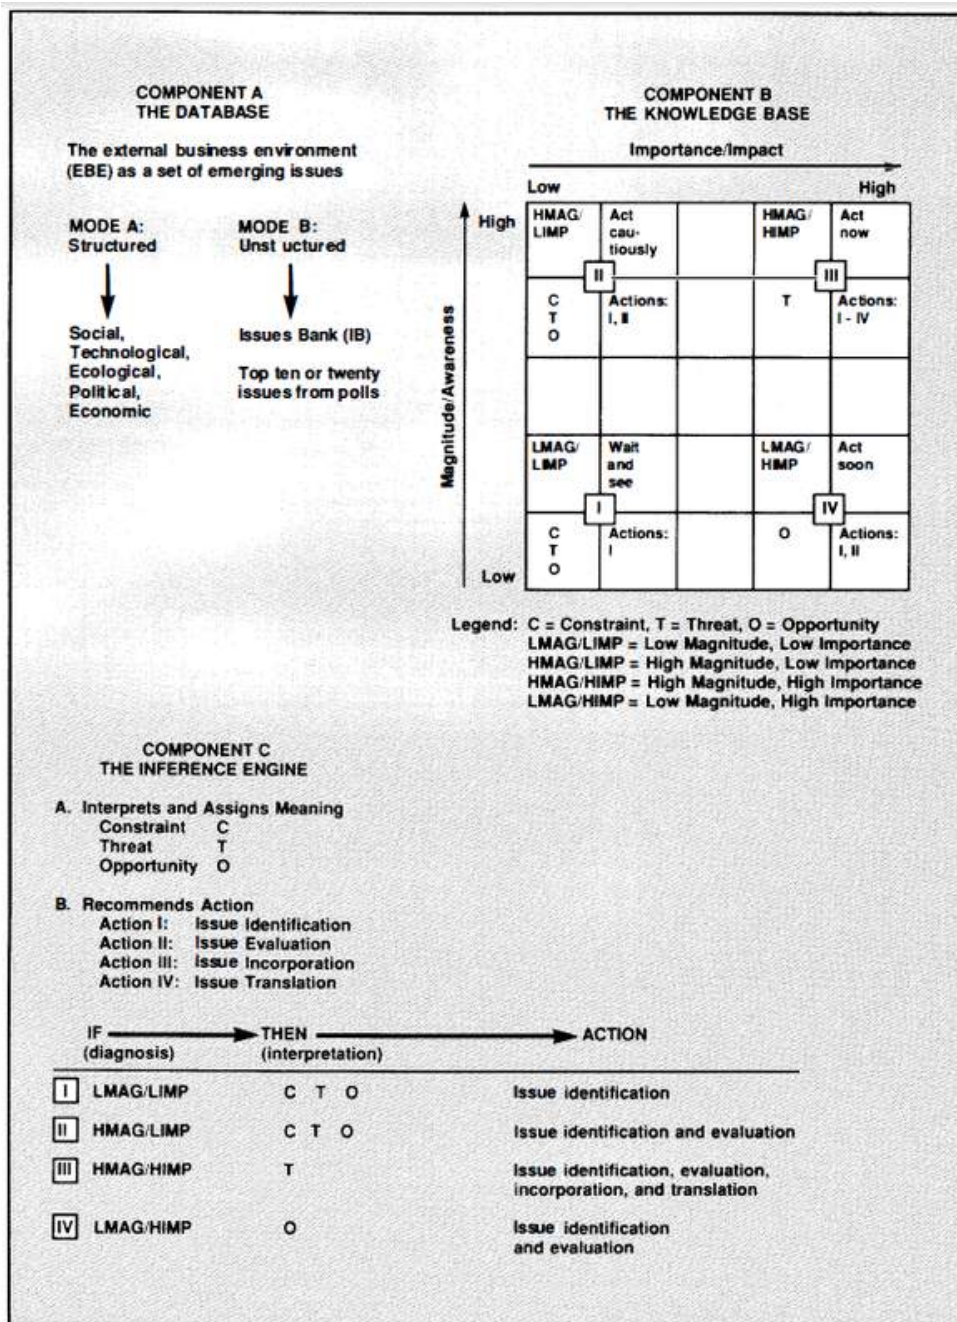 COMPONENT A
THE DATABASE
The external business environment
(EBE) as a set of emerging issues
MODE A:
Structured
MODE B:
Unst uctured
Social,
Technological,
Ecological,
Political,
Economic
Issues Bank (IB)
Top ten or twenty
issues from polls
COMPONENT B
THE KNOWLEDGE BASE
Importance/Impact
Low
High
Magnitude/Awareness
High
Low
HMAG/
LIMP
Act
cau-
tiously
II
C
T
O
Actions:
I, II
HMAG/
HIMP
Act
now
III
T
Actions:
I - IV
LMAG/
LIMP
Wait
and
see
I
C
T
O
Actions:
I
LMAG/
HIMP
Act
soon
IV
O
Actions:
I, II
Legend: C = Constraint, T = Threat, O = Opportunity
LMAG/LIMP = Low Magnitude, Low Importance
HMAG/LIMP = High Magnitude, Low Importance
HMAG/HIMP = High Magnitude, High Importance
LMAG/HIMP = Low Magnitude, High Importance
COMPONENT C
THE INFERENCE ENGINE
A. Interprets and Assigns Meaning
Constraint C
Threat T
Opportunity O
B. Recommends Action
Action I: Issue Identification
Action II: Issue Evaluation
Action III: Issue Incorporation
Action IV: Issue Translation
IF THEN ACTION
(diagnosis) (interpretation)
I LMAG/LIMP C T O Issue identification
II HMAG/LIMP C T O Issue identification and evaluation
III HMAG/HIMP T Issue identification, evaluation,
incorporation, and translation
IV LMAG/HIMP O Issue identification
and evaluation